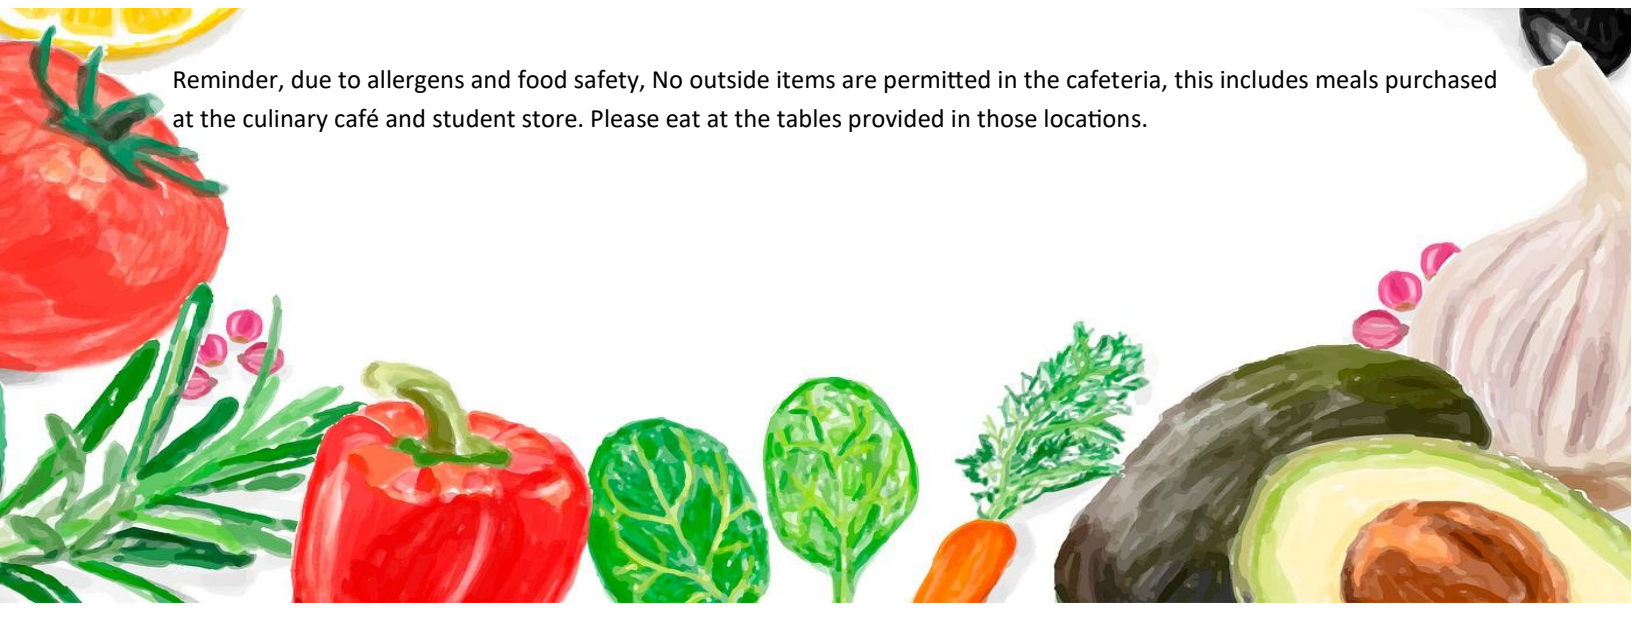 Reminder, due to allergens and food safety, No outside items are permitted in the cafeteria, this includes meals purchased
at the culinary café and student store. Please eat at the tables provided in those locations.